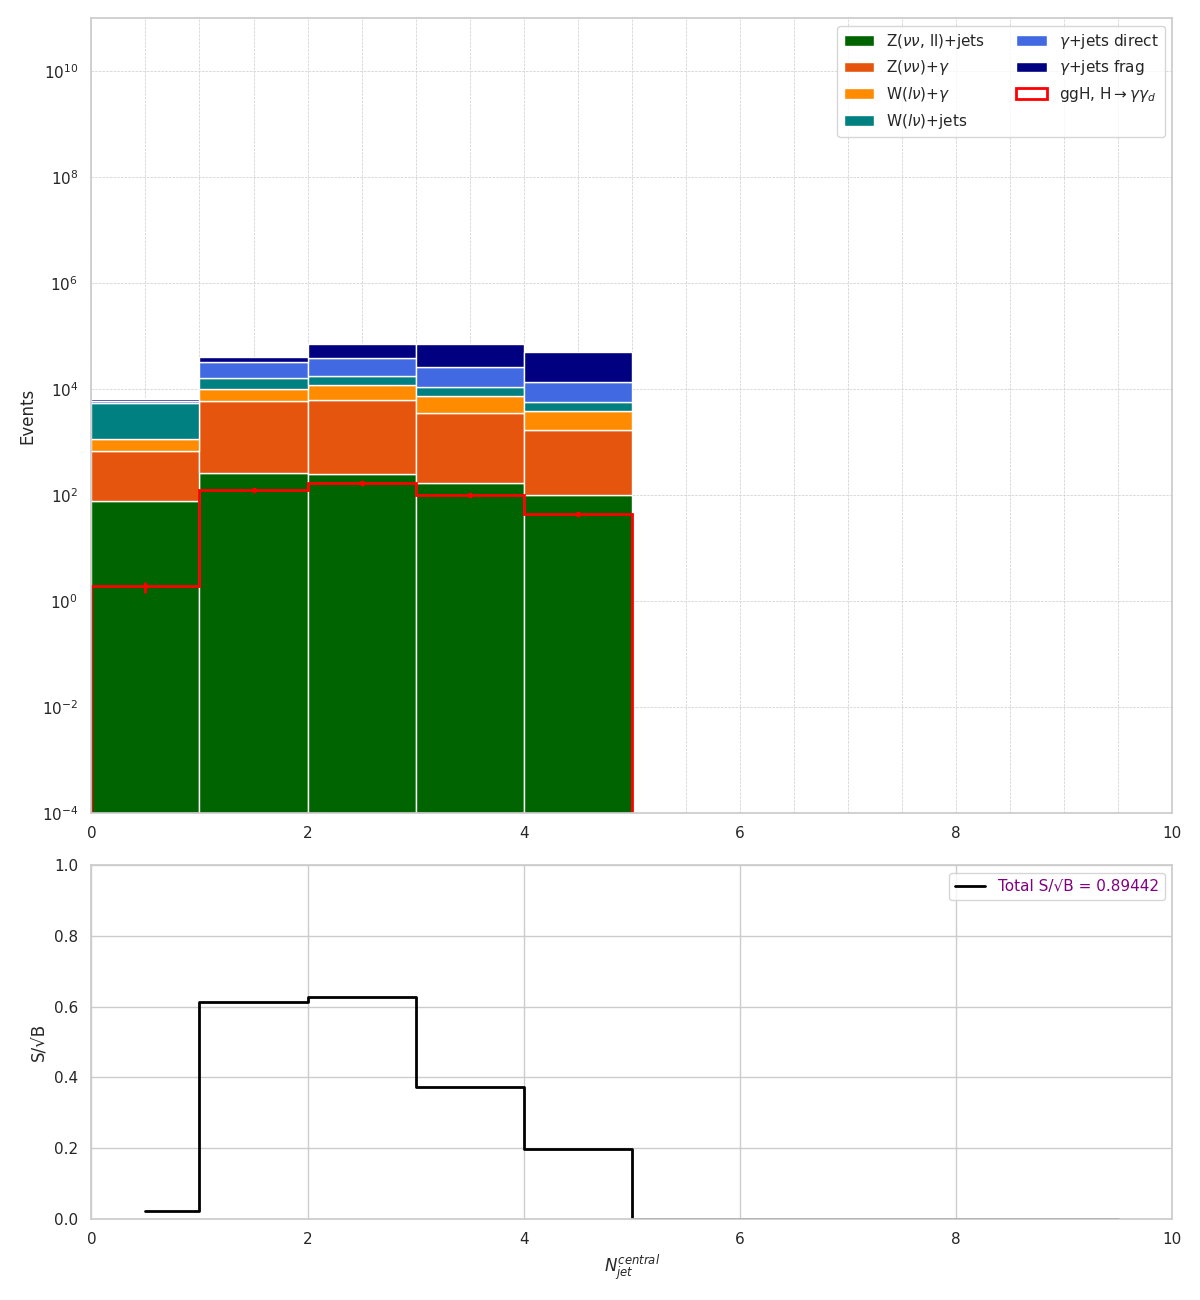 Z(νν, ll)+jets
Z(νν)+γ
W(lν)+γ
W(lν)+jets
γ+jets direct
γ+jets frag
ggH, H→γγ_d
Events
10^10
10^8
10^6
10^4
10^2
10^0
10^−2
10^−4
0 2 4 6 8 10
Total S/√B = 0.89442
S/√B
1.0
0.8
0.6
0.4
0.2
0.0
0 2 4 6 8 10
N_jet^central